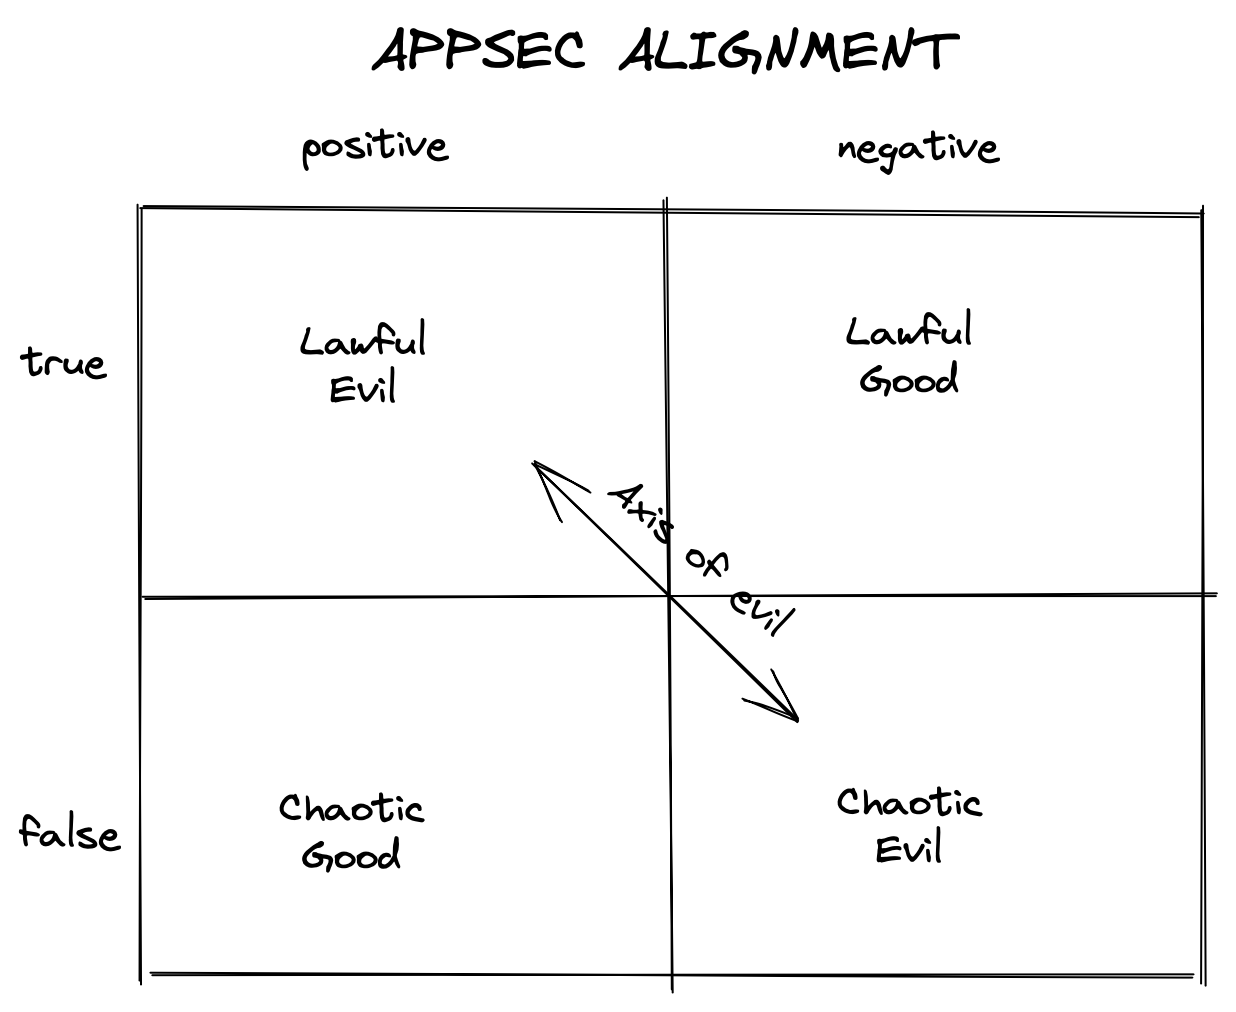 APPSEC ALIGNMENT
positive
negative
true
Lawful
Evil
Lawful
Good
Axis of evil
false
Chaotic
Good
Chaotic
Evil